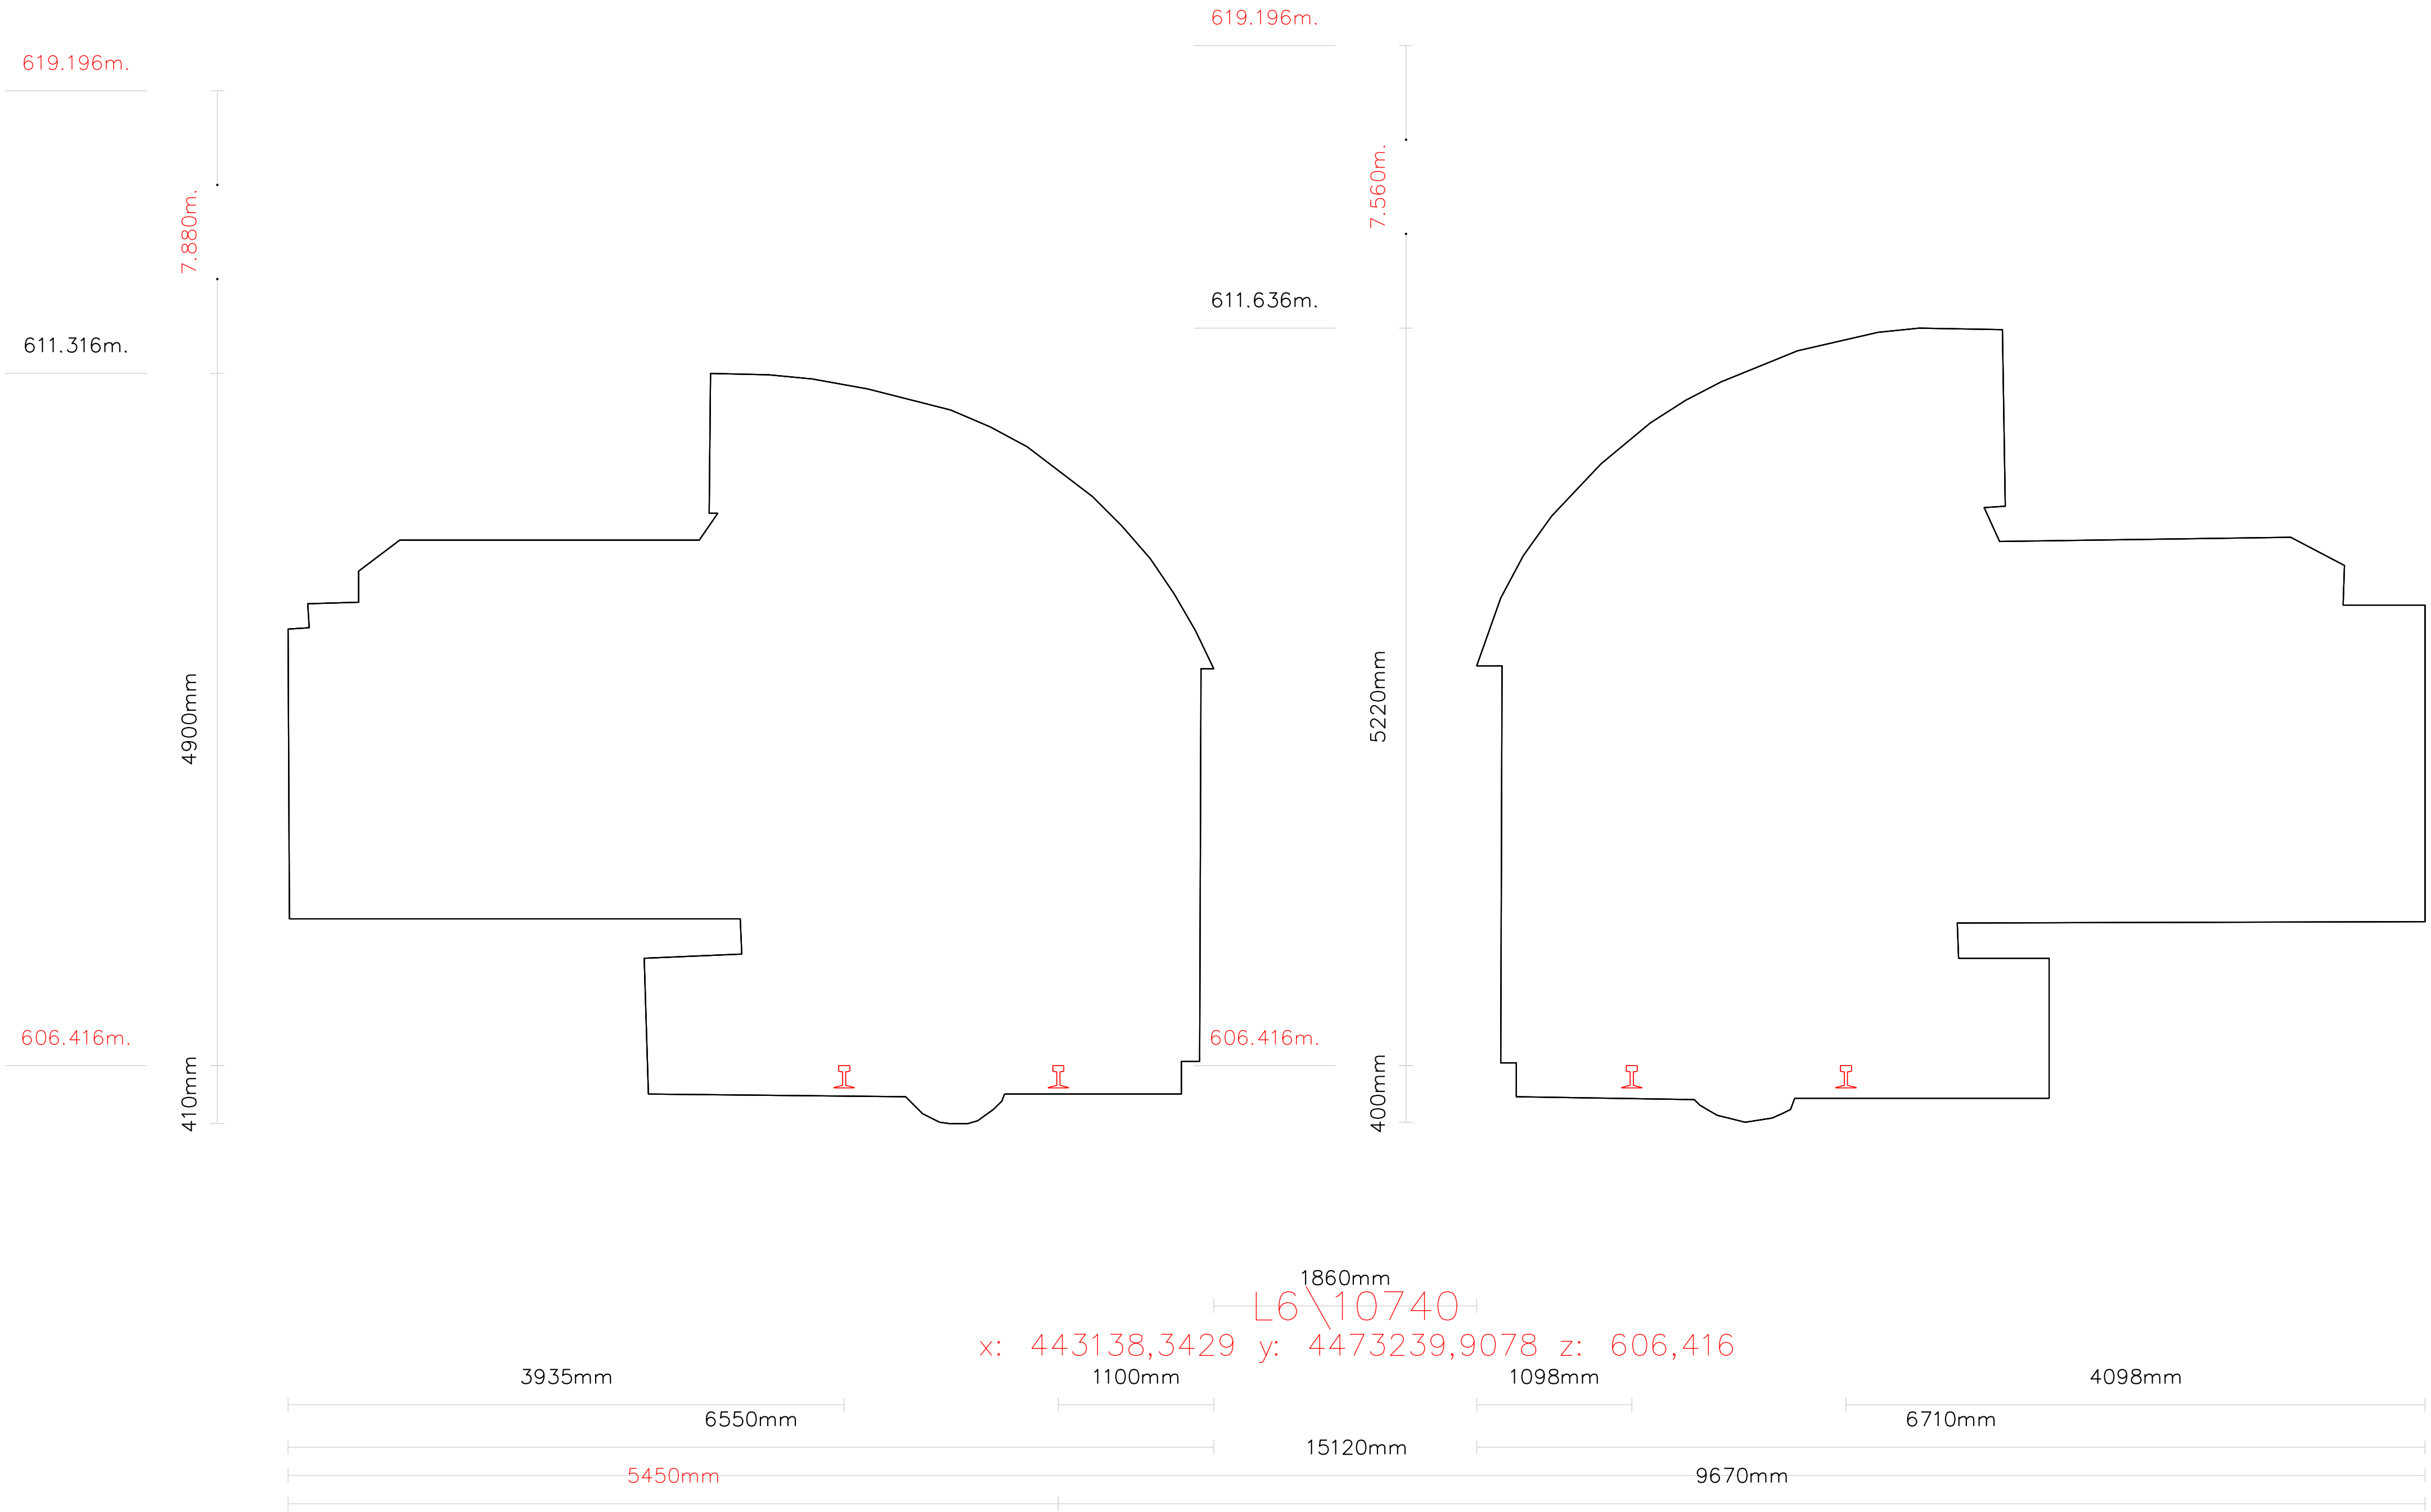 619.196m.
619.196m.
7.560m.
7.880m.
611.636m.
611.316m.
4900mm
5220mm
606.416m.
606.416m.
410mm
400mm
1860mm
L6\10740
x: 443138,3429 y: 4473239,9078 z: 606,416
3935mm
1100mm
1098mm
4098mm
6550mm
6710mm
15120mm
5450mm
9670mm